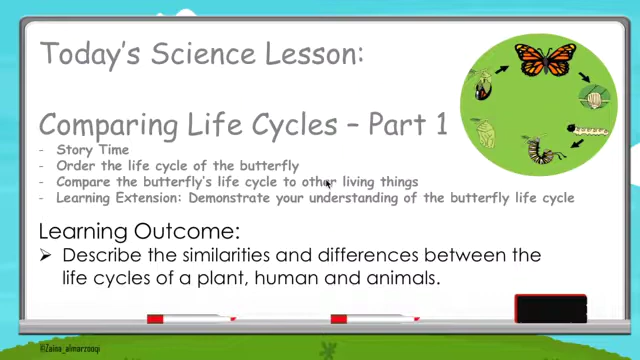 Today's Science Lesson:
Comparing Life Cycles – Part 1
- Story Time
- Order the life cycle of the butterfly
- Compare the butterfly's life cycle to other living things
- Learning Extension: Demonstrate your understanding of the butterfly life cycle
Learning Outcome:
➢ Describe the similarities and differences between the
life cycles of a plant, human and animals.
@Zaina_almarzooqi